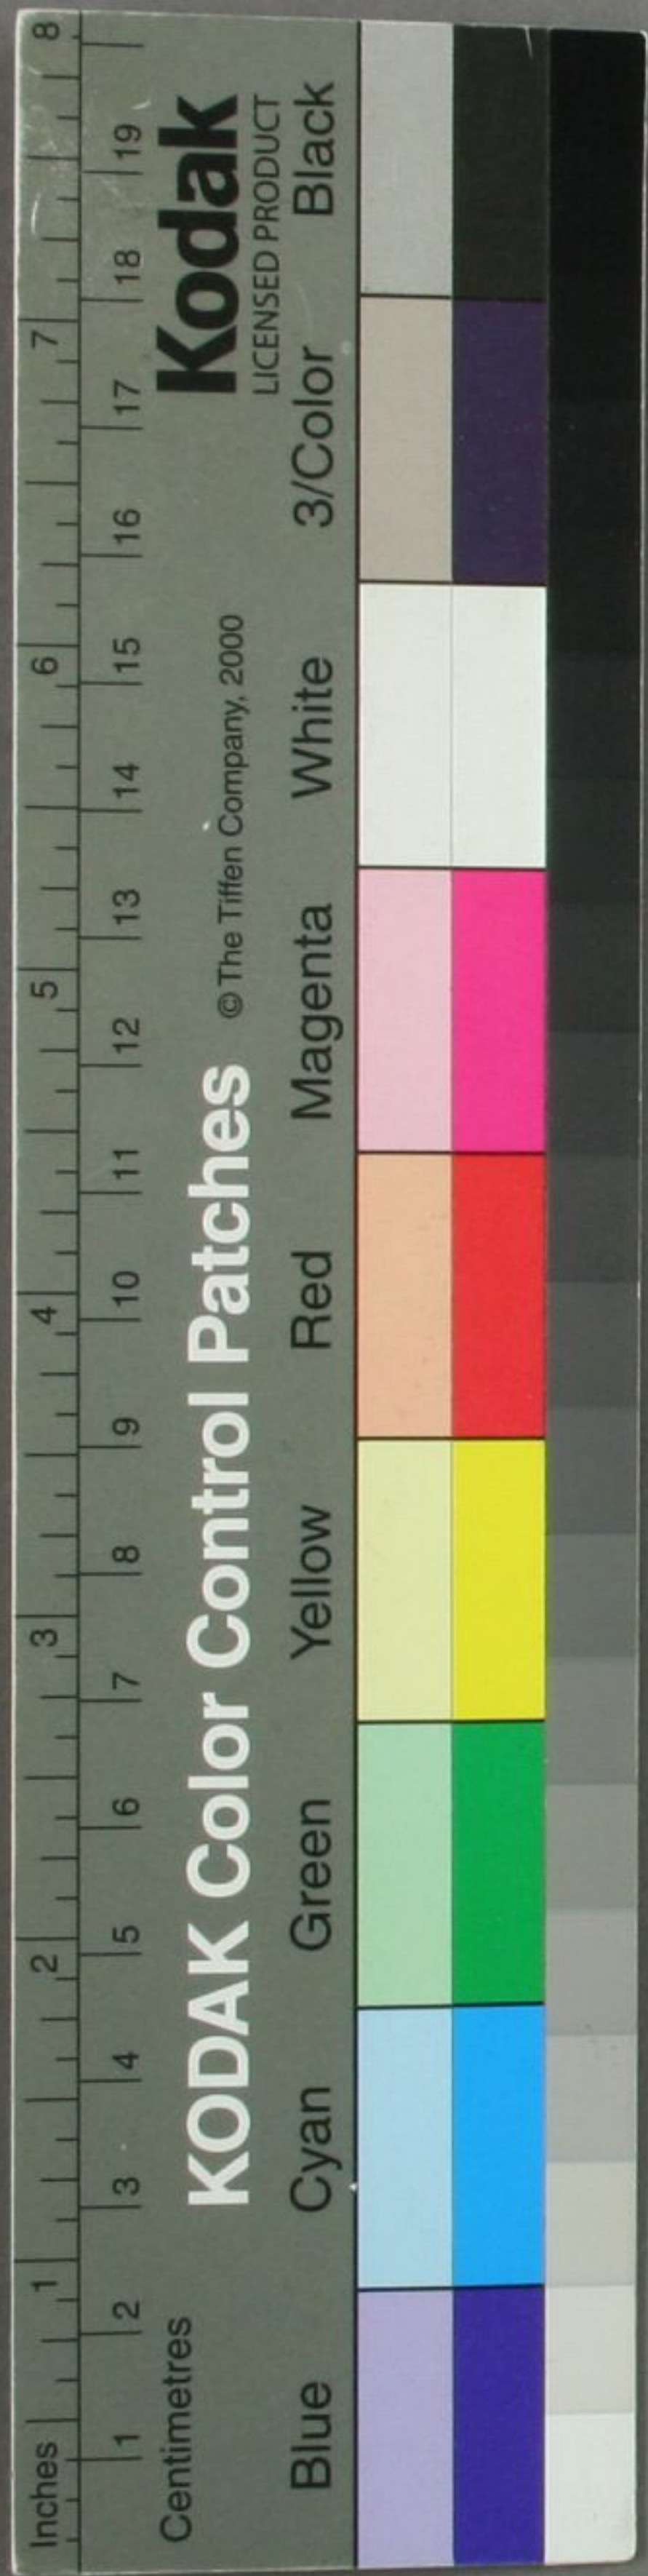 Inches 1 2 3 4 5 6 7 8
1 2 3 4 5 6 7 8 9 10 11 12 13 14 15 16 17 18 19
Centimetres
KODAK Color Control Patches © The Tiffen Company, 2000
Kodak
LICENSED PRODUCT
Blue Cyan Green Yellow Red Magenta White 3/Color Black